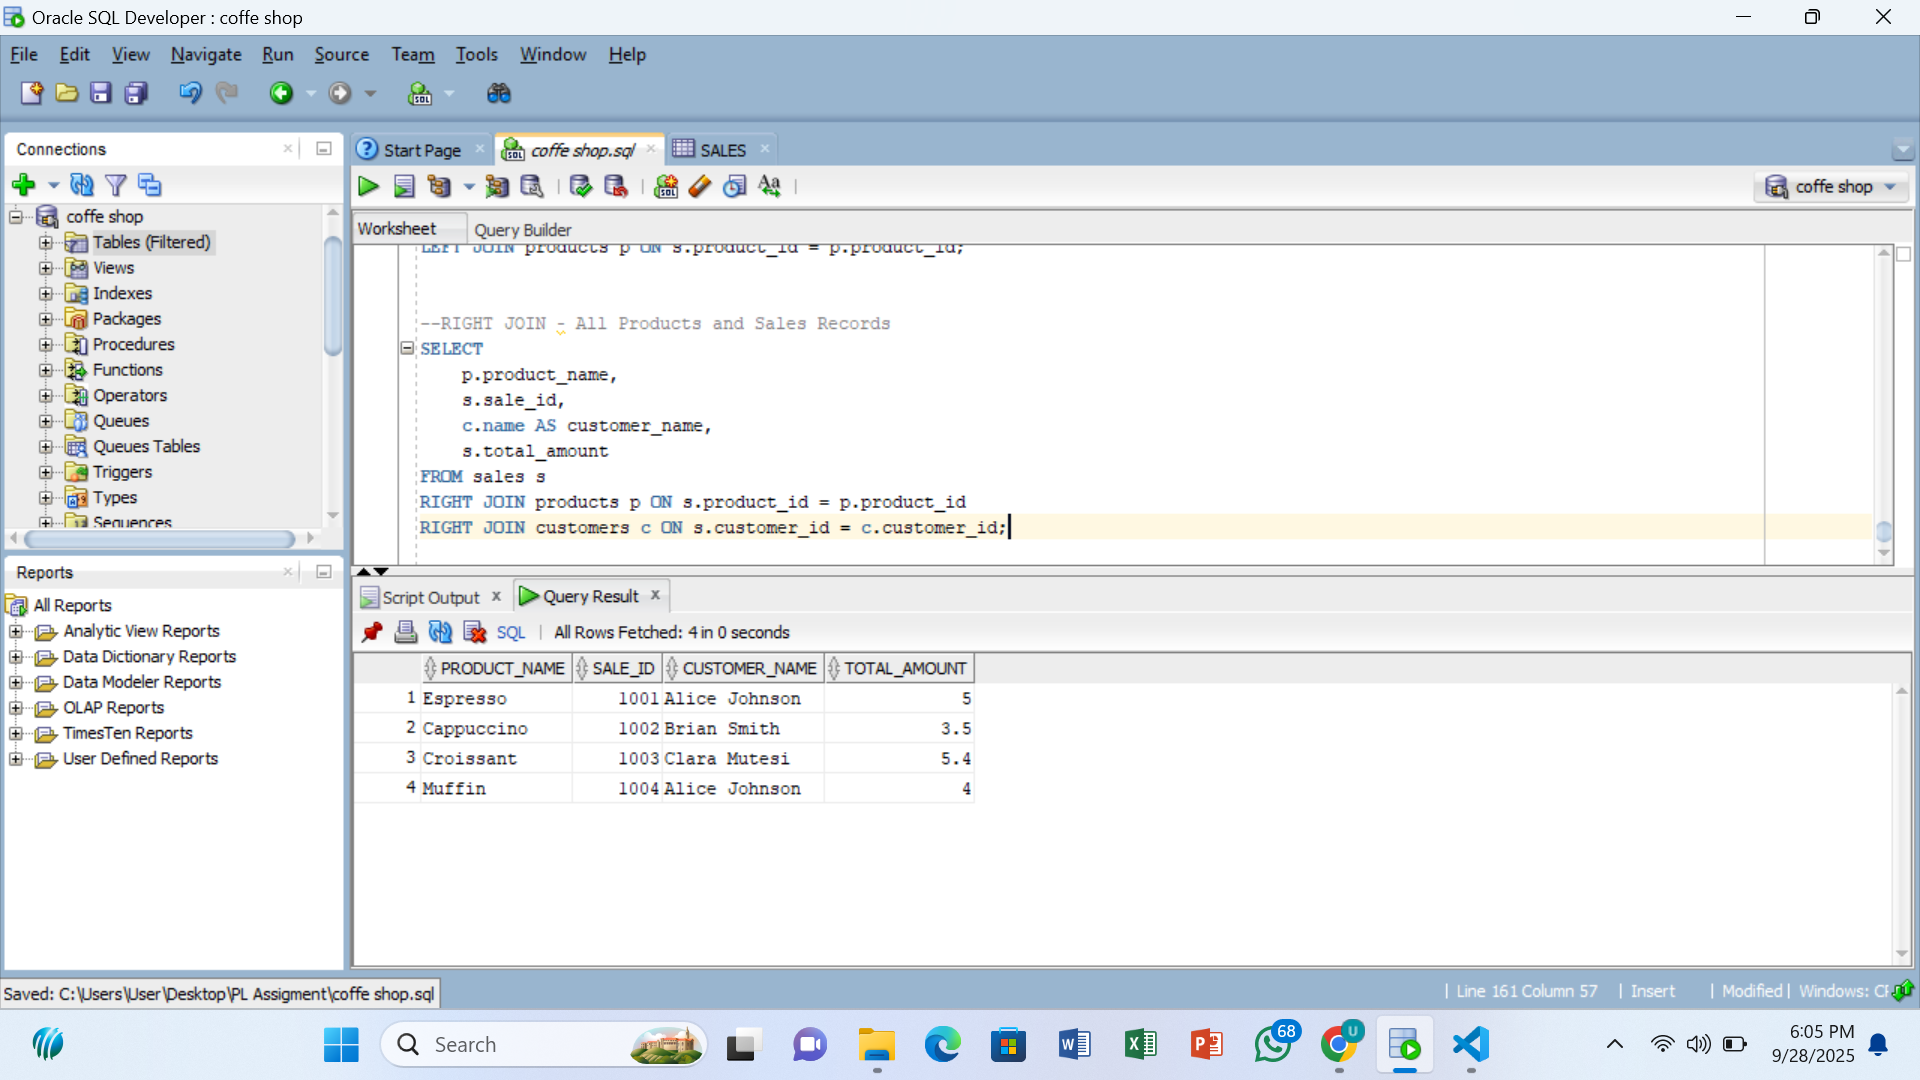 Oracle SQL Developer : coffe shop
File Edit View Navigate Run Source Team Tools Window Help
Connections
Start Page
coffe shop.sql
SALES
coffe shop
coffe shop
Tables (Filtered)
Views
Indexes
Packages
Procedures
Functions
Operators
Queues
Queues Tables
Triggers
Types
Sequences
Worksheet Query Builder
LEFT JOIN products p ON s.product_id = p.product_id;
--RIGHT JOIN - All Products and Sales Records
SELECT
p.product_name,
s.sale_id,
c.name AS customer_name,
s.total_amount
FROM sales s
RIGHT JOIN products p ON s.product_id = p.product_id
RIGHT JOIN customers c ON s.customer_id = c.customer_id;
Reports
All Reports
Analytic View Reports
Data Dictionary Reports
Data Modeler Reports
OLAP Reports
TimesTen Reports
User Defined Reports
Script Output x Query Result x
SQL | All Rows Fetched: 4 in 0 seconds
PRODUCT_NAME SALE_ID CUSTOMER_NAME TOTAL_AMOUNT
1 Espresso 1001 Alice Johnson 5
2 Cappuccino 1002 Brian Smith 3.5
3 Croissant 1003 Clara Mutesi 5.4
4 Muffin 1004 Alice Johnson 4
Saved: C:\Users\User\Desktop\PL Assigment\coffe shop.sql
| Line 161 Column 57 | Insert | Modified | Windows: CF
Search
68
U
6:05 PM
9/28/2025